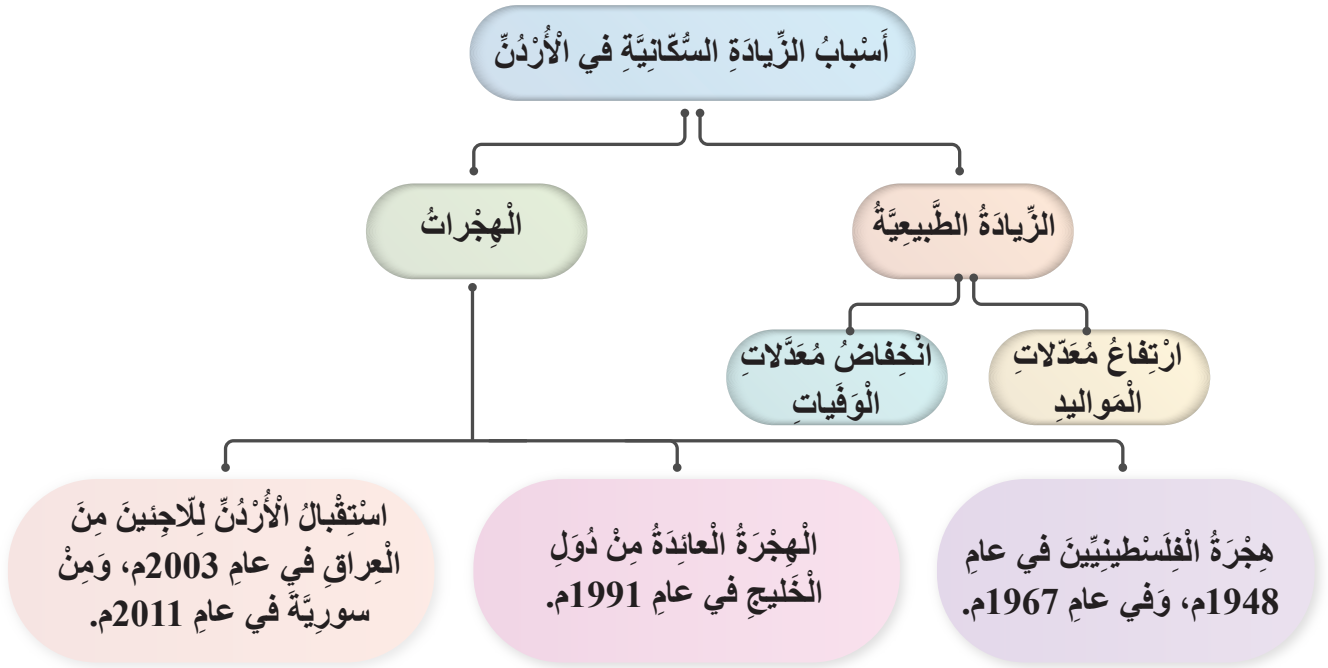 أَسْبابُ الزِّيادَةِ السُّكّانِيَّةِ في الْأُرْدُنِّ
الزِّيادَةُ الطَّبيعِيَّةُ
الْهِجْراتُ
ارْتِفاعُ مُعَدّلاتِ
الْمَواليدِ
انْخِفاضُ مُعَدَّلاتِ
الْوَفَياتِ
هِجْرَةُ الْفِلَسْطينِيِّينَ في عامِ
1948م، وَفي عامِ 1967م.
الْهِجْرَةُ الْعائِدَةُ مِنْ دُوَلِ
الْخَليجِ في عامِ 1991م.
اسْتِقْبالُ الْأُرْدُنِّ لِلّاجِئينَ مِنَ
الْعِراقِ في عامِ 2003م، وَمِنْ
سورِيَّةَ في عامِ 2011م.